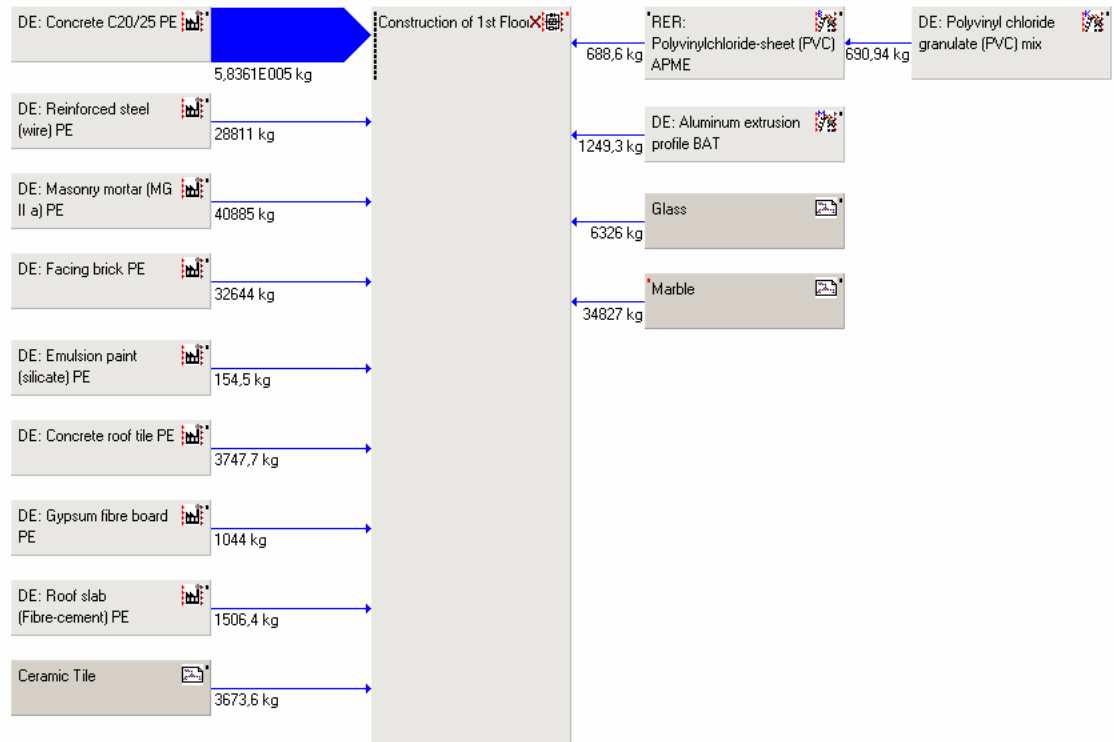 DE: Concrete C20/25 PE
5,8361E005 kg
DE: Reinforced steel
(wire) PE
28811 kg
DE: Masonry mortar (MG
II a) PE
40885 kg
DE: Facing brick PE
32644 kg
DE: Emulsion paint
(silicate) PE
154,5 kg
DE: Concrete roof tile PE
3747,7 kg
DE: Gypsum fibre board
PE
1044 kg
DE: Roof slab
(Fibre-cement) PE
1506,4 kg
Ceramic Tile
3673,6 kg
Construction of 1st Floor
RER:
Polyvinylchloride-sheet (PVC)
APME
688,6 kg
DE: Polyvinyl chloride
granulate (PVC) mix
690,94 kg
DE: Aluminum extrusion
profile BAT
1249,3 kg
Glass
6326 kg
Marble
34827 kg